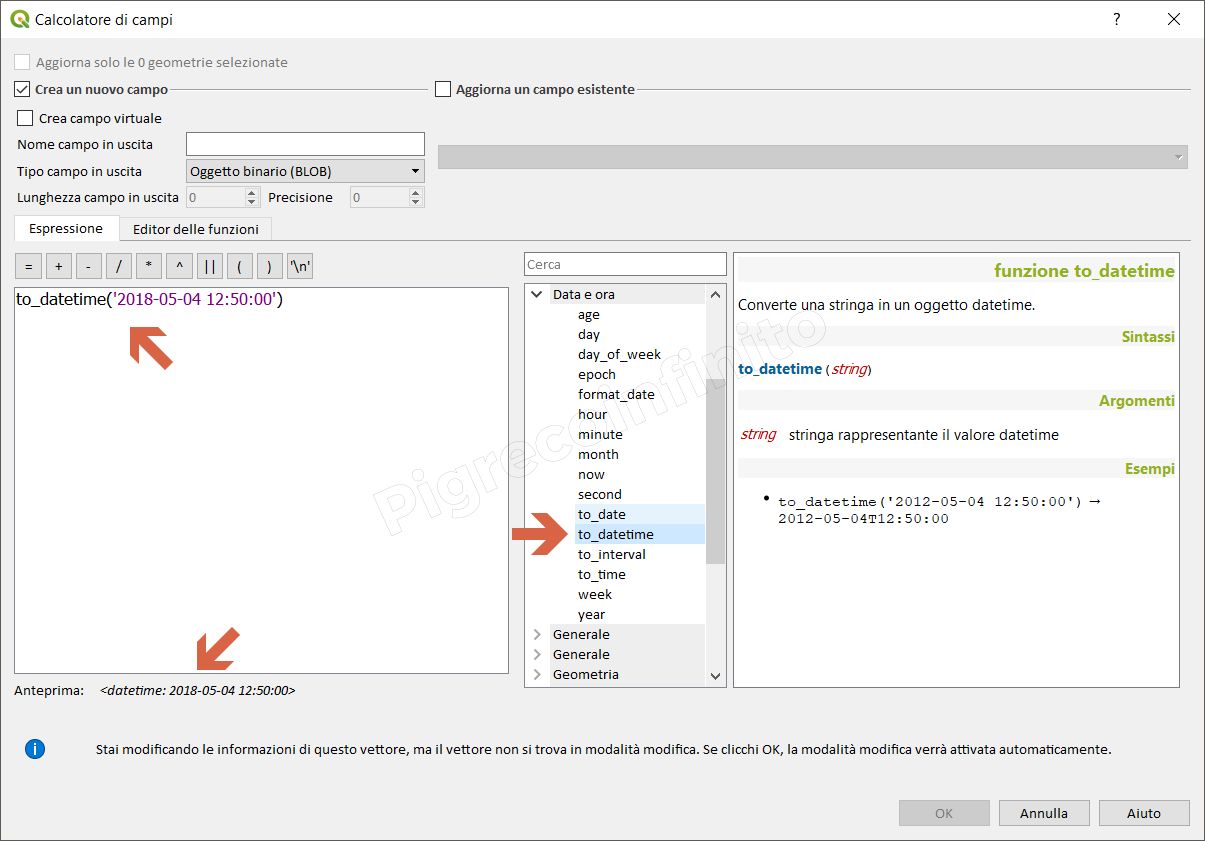 Calcolatore di campi
?
Aggiorna solo le 0 geometrie selezionate
Crea un nuovo campo
Aggiorna un campo esistente
Crea campo virtuale
Nome campo in uscita
Tipo campo in uscita Oggetto binario (BLOB)
Lunghezza campo in uscita 0 Precisione 0
Espressione Editor delle funzioni
= + - / * ^ || ( ) '\n'
to_datetime('2018-05-04 12:50:00')
Anteprima: <datetime: 2018-05-04 12:50:00>
Cerca
Data e ora
age
day
day_of_week
epoch
format_date
hour
minute
month
now
second
to_date
to_datetime
to_interval
to_time
week
year
Generale
Generale
Geometria
funzione to_datetime
Converte una stringa in un oggetto datetime.
Sintassi
to_datetime (string)
Argomenti
string stringa rappresentante il valore datetime
Esempi
• to_datetime('2012-05-04 12:50:00') →
2012-05-04T12:50:00
Pigrecoinfinito
Stai modificando le informazioni di questo vettore, ma il vettore non si trova in modalità modifica. Se clicchi OK, la modalità modifica verrà attivata automaticamente.
OK Annulla Aiuto